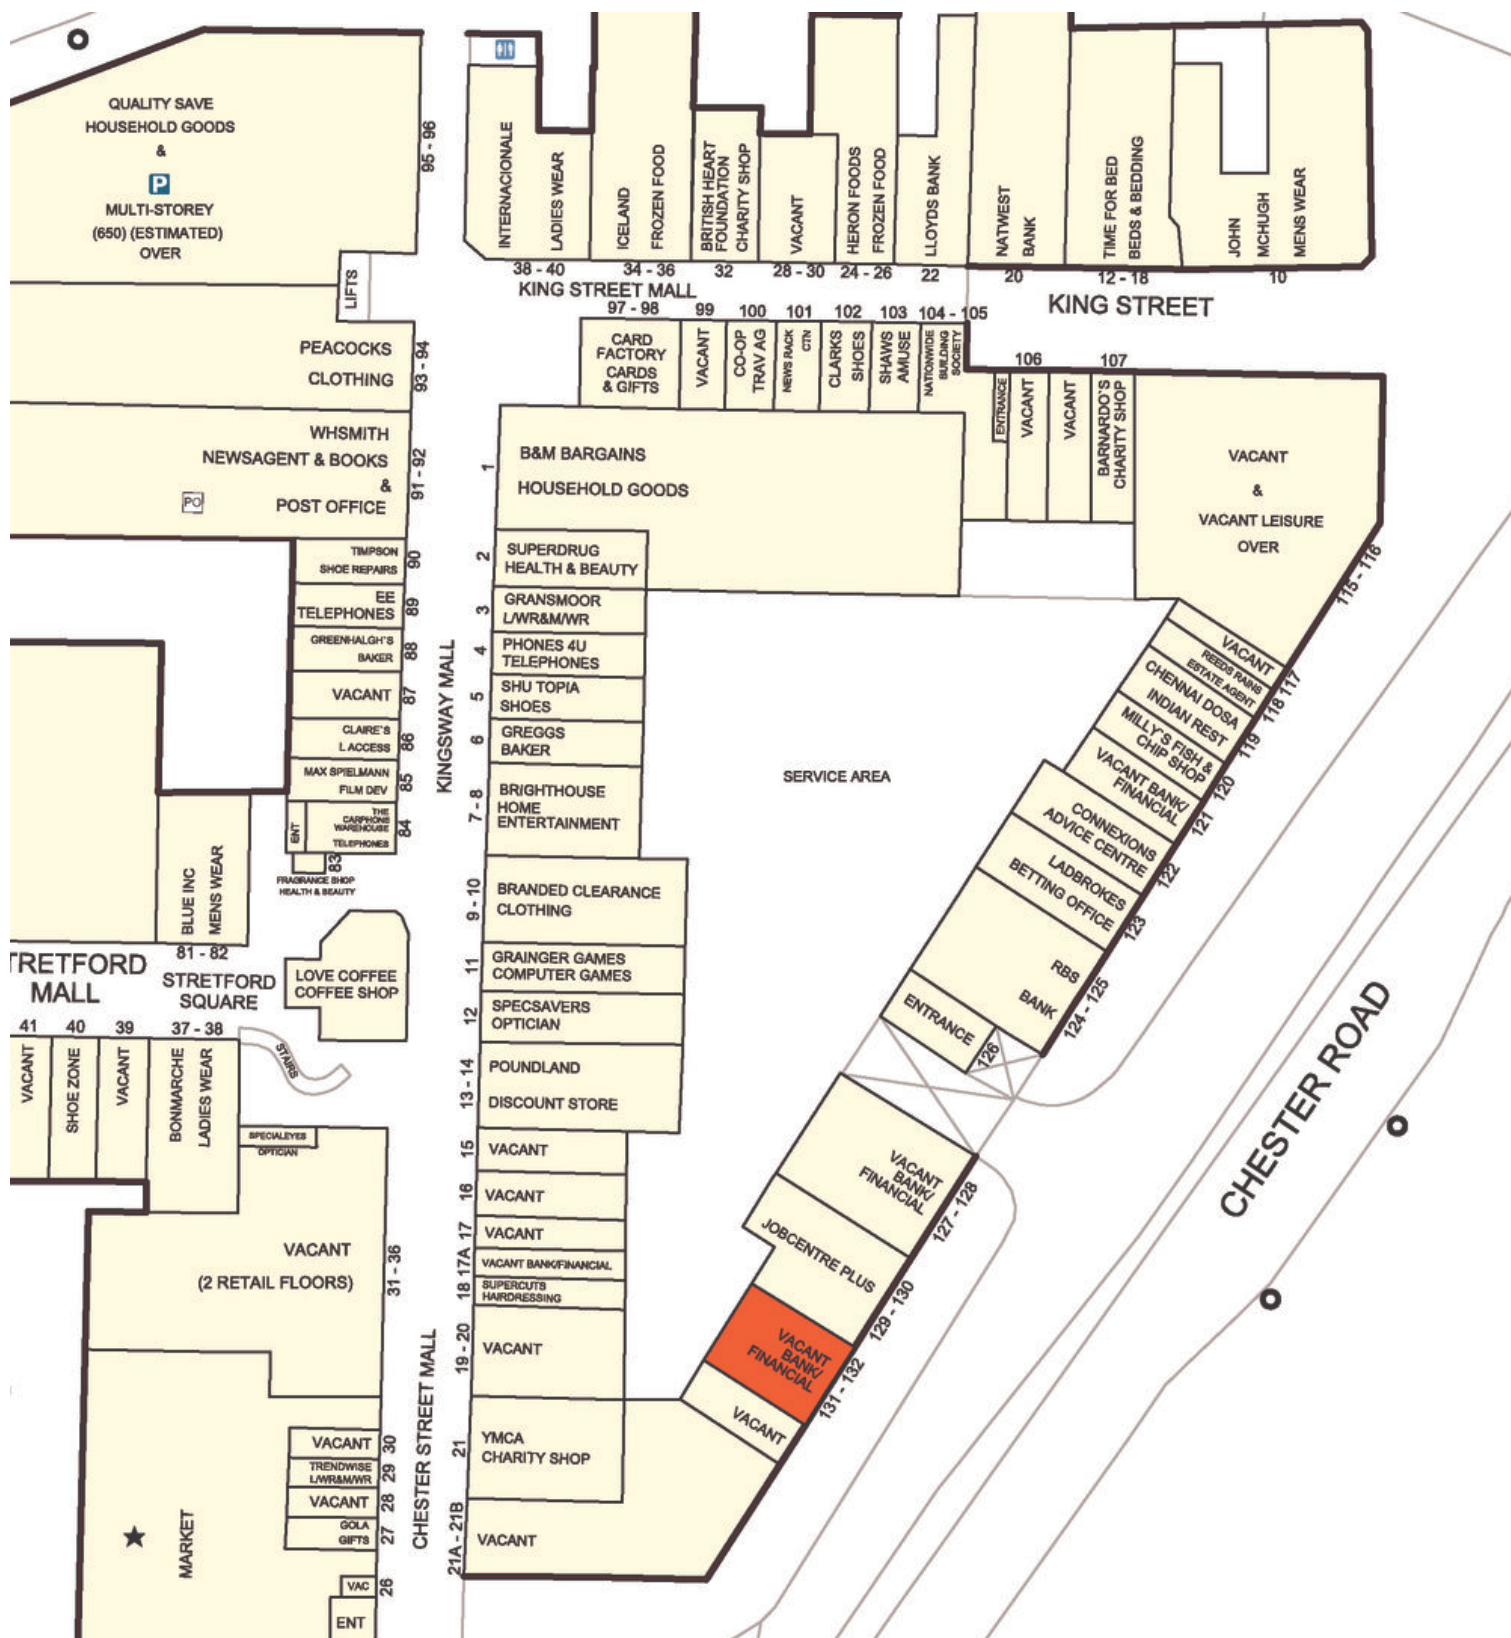 QUALITY SAVE
HOUSEHOLD GOODS
&
P
MULTI-STOREY
(650) (ESTIMATED)
OVER
95 - 96
LIFTS
PEACOCKS
CLOTHING
93 - 94
WHSMITH
NEWSAGENT & BOOKS
&
PO
POST OFFICE
91 - 92
TIMPSON
SHOE REPAIRS
90
EE
TELEPHONES
89
GREENHALGH'S
BAKER
88
VACANT
87
CLAIRE'S
L ACCESS
86
MAX SPIELMANN
FILM DEV
85
ENT
THE
CARPHONE
WAREHOUSE
TELEPHONES
84
83
FRAGRANCE SHOP
HEALTH & BEAUTY
BLUE INC
MENS WEAR
81 - 82
TRETFORD
MALL
STRETFORD
SQUARE
LOVE COFFEE
COFFEE SHOP
41
40
39
37 - 38
VACANT
SHOE ZONE
VACANT
BONMARCHE
LADIES WEAR
STAIRS
SPECIALEYES
OPTICIAN
VACANT
(2 RETAIL FLOORS)
31 - 36
MARKET
VACANT
30
TRENDWISE
L/WR&M/WR
29
VACANT
28
GOLA
GIFTS
27
VAC
26
ENT
INTERNACIONALE
LADIES WEAR
ICELAND
FROZEN FOOD
BRITISH HEART
FOUNDATION
CHARITY SHOP
VACANT
HERON FOODS
FROZEN FOOD
LLOYDS BANK
NATWEST
BANK
TIME FOR BED
BEDS & BEDDING
JOHN
MCHUGH
MENS WEAR
38 - 40
34 - 36
32
28 - 30
24 - 26
22
20
12 - 18
10
KING STREET MALL
KING STREET
97 - 98
99
100
101
102
103
104 - 105
CARD
FACTORY
CARDS
& GIFTS
VACANT
CO-OP
TRAV AG
NEWS RACK
CTN
CLARKS
SHOES
SHAWS
AMUSE
NATIONWIDE
BUILDING
SOCIETY
106
107
ENTRANCE
VACANT
VACANT
BARNARDO'S
CHARITY SHOP
VACANT
&
VACANT LEISURE
OVER
115 - 116
KINGSWAY MALL
1
B&M BARGAINS
HOUSEHOLD GOODS
2
SUPERDRUG
HEALTH & BEAUTY
3
GRANSMOOR
L/WR&M/WR
4
PHONES 4U
TELEPHONES
5
SHU TOPIA
SHOES
6
GREGGS
BAKER
7 - 8
BRIGHTHOUSE
HOME
ENTERTAINMENT
9 - 10
BRANDED CLEARANCE
CLOTHING
11
GRAINGER GAMES
COMPUTER GAMES
12
SPECSAVERS
OPTICIAN
13 - 14
POUNDLAND
DISCOUNT STORE
15
VACANT
16
VACANT
17
VACANT
17A
VACANT BANK/FINANCIAL
18
SUPERCUTS
HAIRDRESSING
19 - 20
VACANT
CHESTER STREET MALL
21
YMCA
CHARITY SHOP
21A - 21B
VACANT
SERVICE AREA
VACANT
117
REEDS RAINS
ESTATE AGENT
118
CHENNAI DOSA
INDIAN REST
119
MILLY'S FISH &
CHIP SHOP
120
VACANT BANK/
FINANCIAL
121
CONNEXIONS
ADVICE CENTRE
122
LADBROKES
BETTING OFFICE
123
RBS
BANK
124 - 125
ENTRANCE
126
VACANT
BANK/
FINANCIAL
127 - 128
JOBCENTRE PLUS
129 - 130
VACANT
BANK/
FINANCIAL
131 - 132
VACANT
CHESTER ROAD